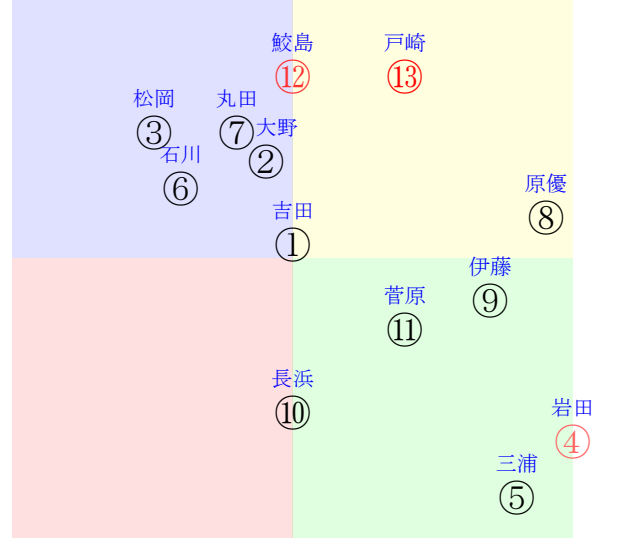 鮫島
⑫
戸崎
⑬
松岡
③
丸田
⑦
大野
②
石川
⑥
原優
⑧
吉田
①
伊藤
⑨
菅原
⑪
長浜
⑩
岩田
④
三浦
⑤